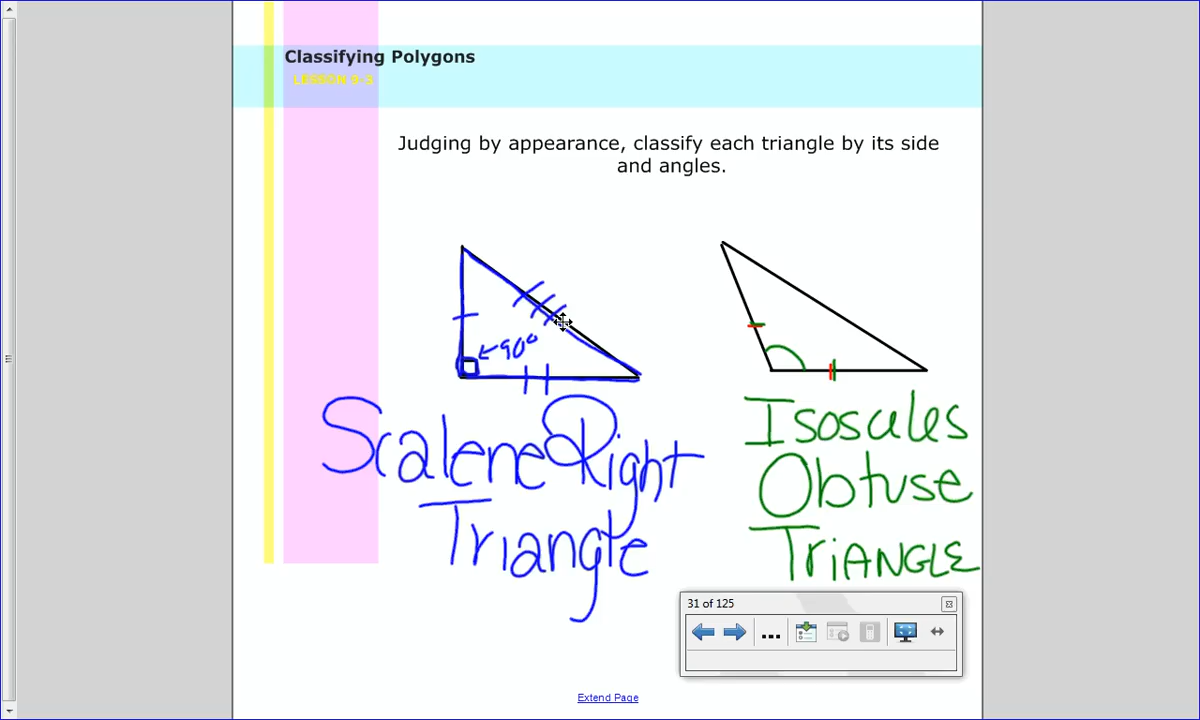 Classifying Polygons
LESSON 9-3
Judging by appearance, classify each triangle by its side
and angles.
←90°
Scalene Right
Triangle
Isosceles
Obtuse
TRiANGLE
31 of 125
...
Extend Page